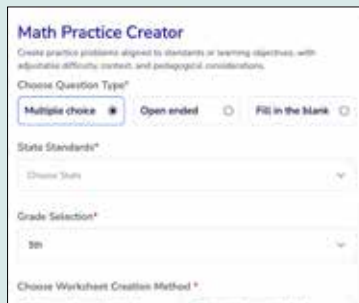 Math Practice Creator
Create practice problems aligned to standards or learning objectives, with
adjustable difficulty, context, and pedagogical considerations.
Choose Question Type*
Multiple choice Open ended Fill in the blank
State Standards*
Choose State
Grade Selection*
5th
Choose Worksheet Creation Method *